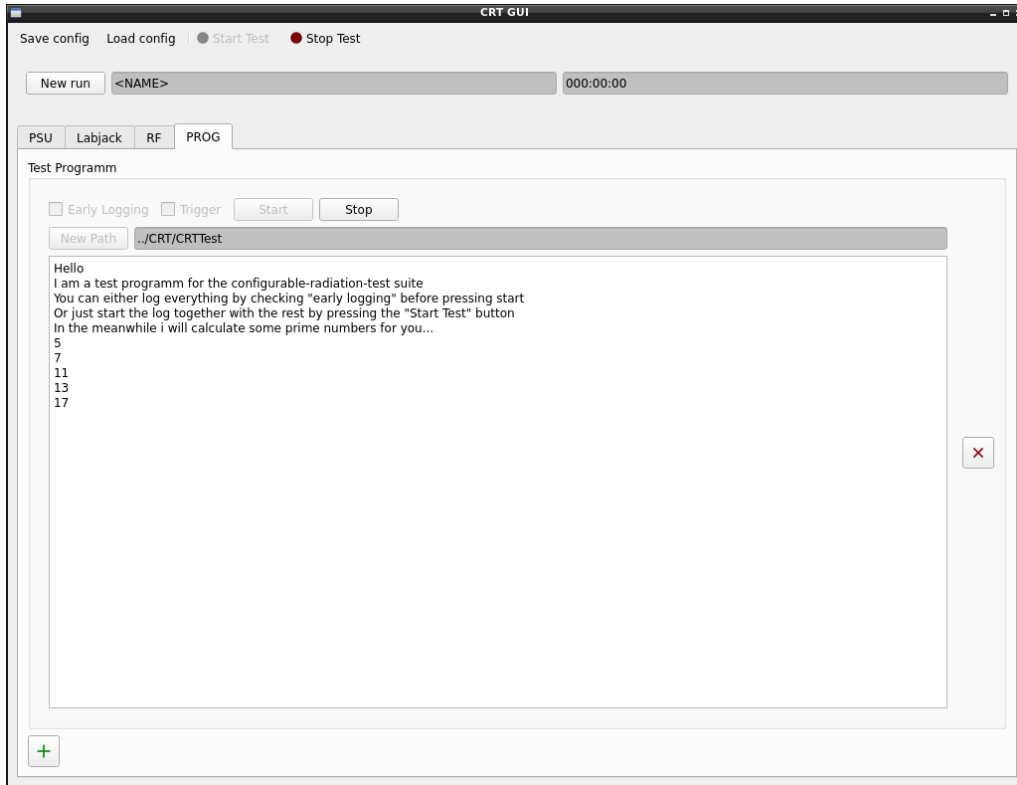 CRT GUI
Save config Load config Start Test Stop Test
New run <NAME> 000:00:00
PSU Labjack RF PROG
Test Programm
Early Logging Trigger Start Stop
New Path ../CRT/CRTTest
Hello
I am a test programm for the configurable-radiation-test suite
You can either log everything by checking "early logging" before pressing start
Or just start the log together with the rest by pressing the "Start Test" button
In the meanwhile i will calculate some prime numbers for you...
5
7
11
13
17